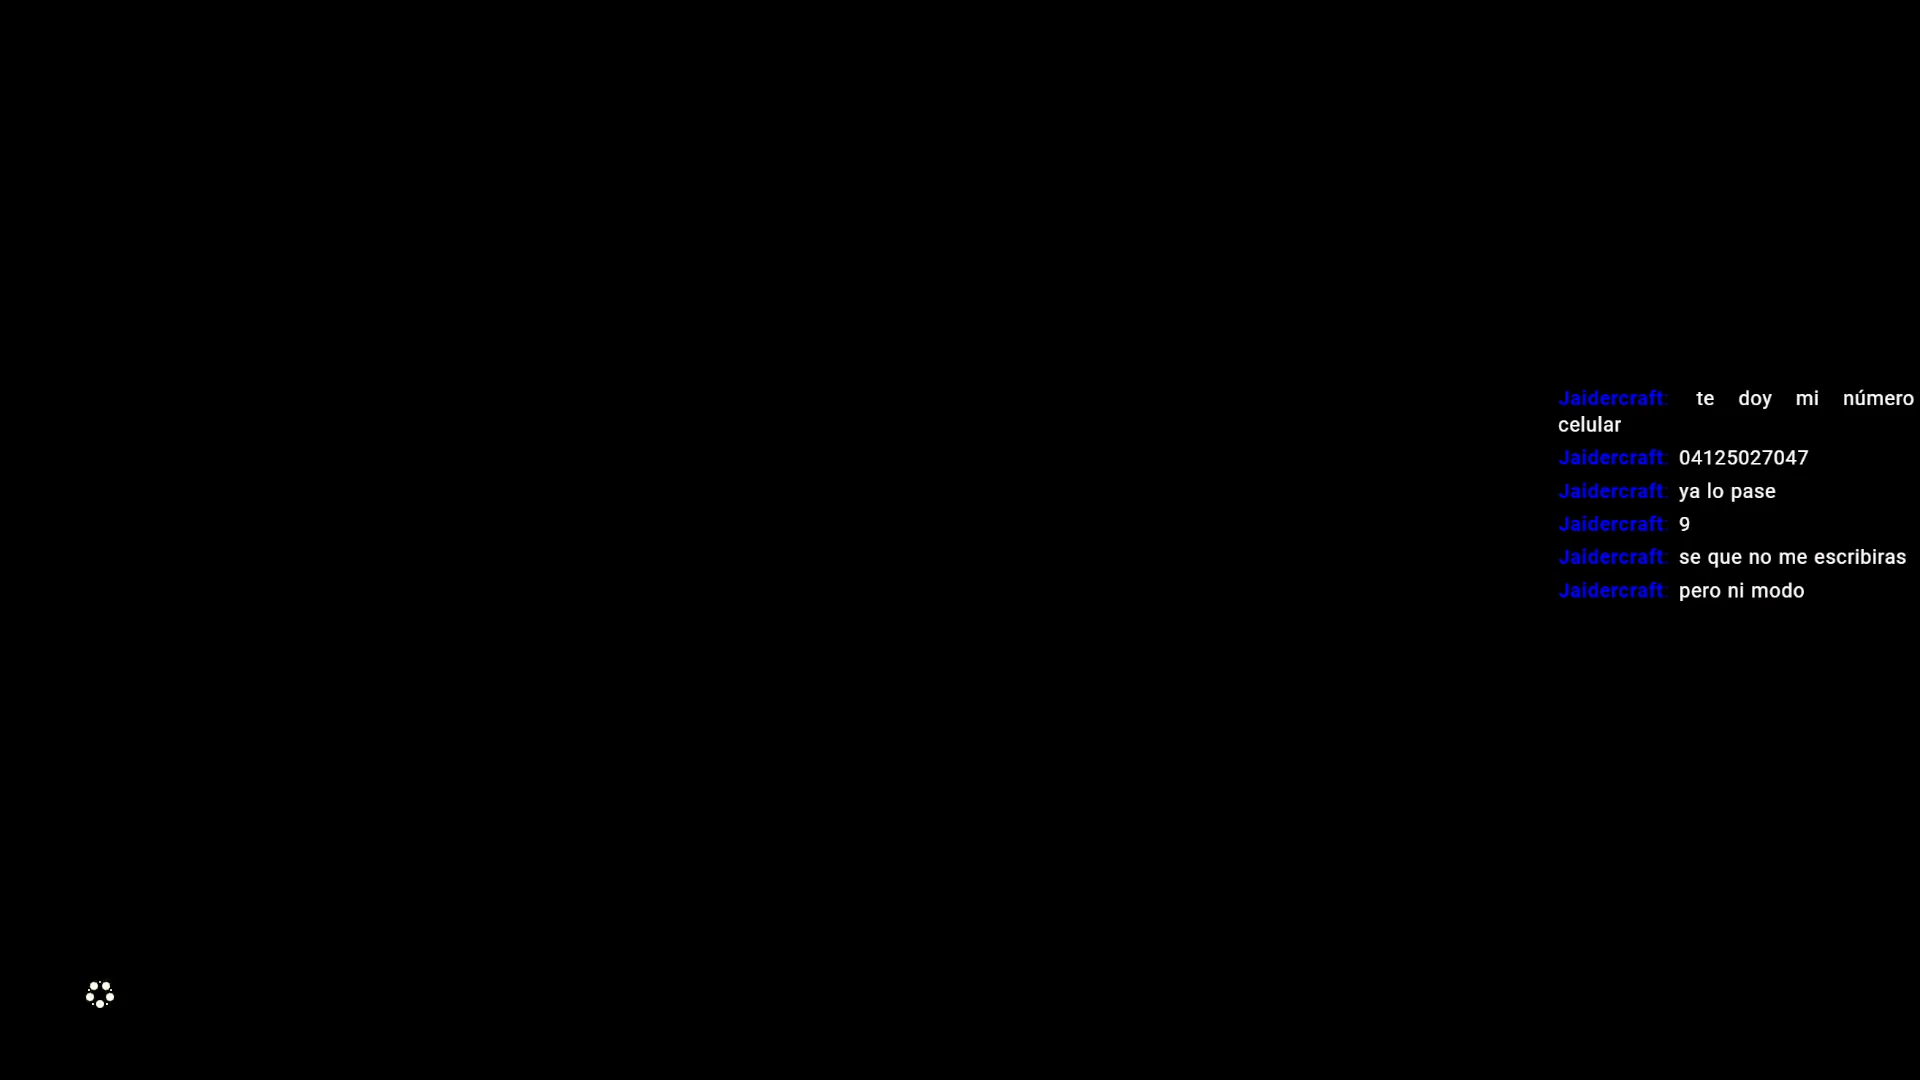 Jaidercraft: te doy mi número
celular
Jaidercraft: 04125027047
Jaidercraft: ya lo pase
Jaidercraft: 9
Jaidercraft: se que no me escribiras
Jaidercraft: pero ni modo